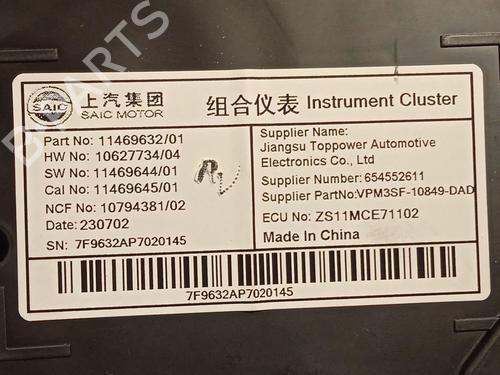 SAIC
上汽集团
SAIC MOTOR
组合仪表 Instrument Cluster
Part No: 11469632/01
HW No: 10627734/04
SW No: 11469644/01
Cal No: 11469645/01
NCF No: 10794381/02
Date: 230702
SN: 7F9632AP7020145
Supplier Name:
Jiangsu Toppower Automotive
Electronics Co., Ltd
Supplier Number: 654552611
Supplier PartNo: VPM3SF-10849-DAD
ECU No: ZS11MCE71102
Made In China
7F9632AP7020145